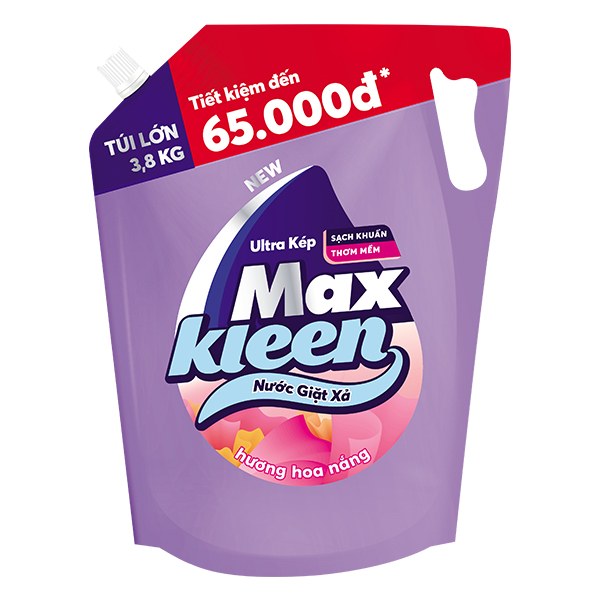 Tiết kiệm đến
65.000đ*
TÚI LỚN
3,8 KG
NEW
Ultra Kép
SẠCH KHUẨN
THƠM MỀM
Max
kleen
Nước Giặt Xả
hương hoa nắng